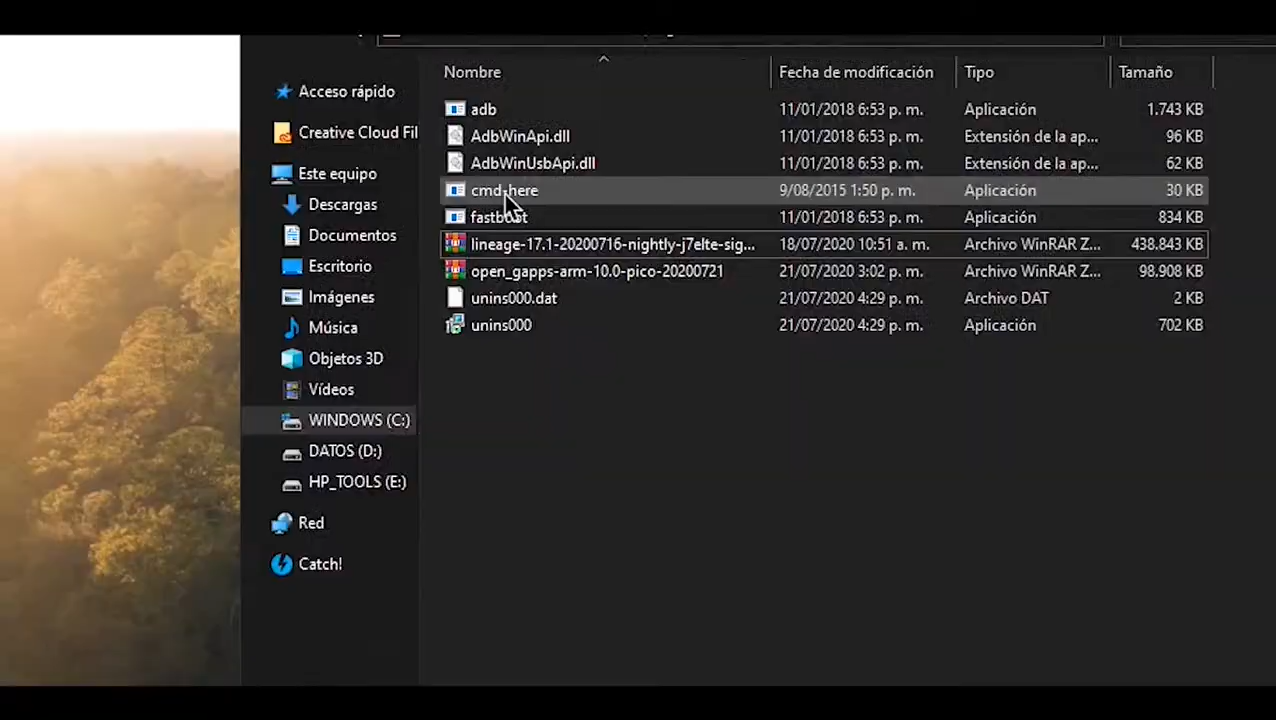 Nombre Fecha de modificación Tipo Tamaño
Acceso rápido
Creative Cloud Fil
Este equipo
Descargas
Documentos
Escritorio
Imágenes
Música
Objetos 3D
Vídeos
WINDOWS (C:)
DATOS (D:)
HP_TOOLS (E:)
Red
Catch!
adb 11/01/2018 6:53 p. m. Aplicación 1.743 KB
AdbWinApi.dll 11/01/2018 6:53 p. m. Extensión de la ap... 96 KB
AdbWinUsbApi.dll 11/01/2018 6:53 p. m. Extensión de la ap... 62 KB
cmd-here 9/08/2015 1:50 p. m. Aplicación 30 KB
fastboot 11/01/2018 6:53 p. m. Aplicación 834 KB
lineage-17.1-20200716-nightly-j7elte-sig... 18/07/2020 10:51 a. m. Archivo WinRAR Z... 438.843 KB
open_gapps-arm-10.0-pico-20200721 21/07/2020 3:02 p. m. Archivo WinRAR Z... 98.908 KB
unins000.dat 21/07/2020 4:29 p. m. Archivo DAT 2 KB
unins000 21/07/2020 4:29 p. m. Aplicación 702 KB